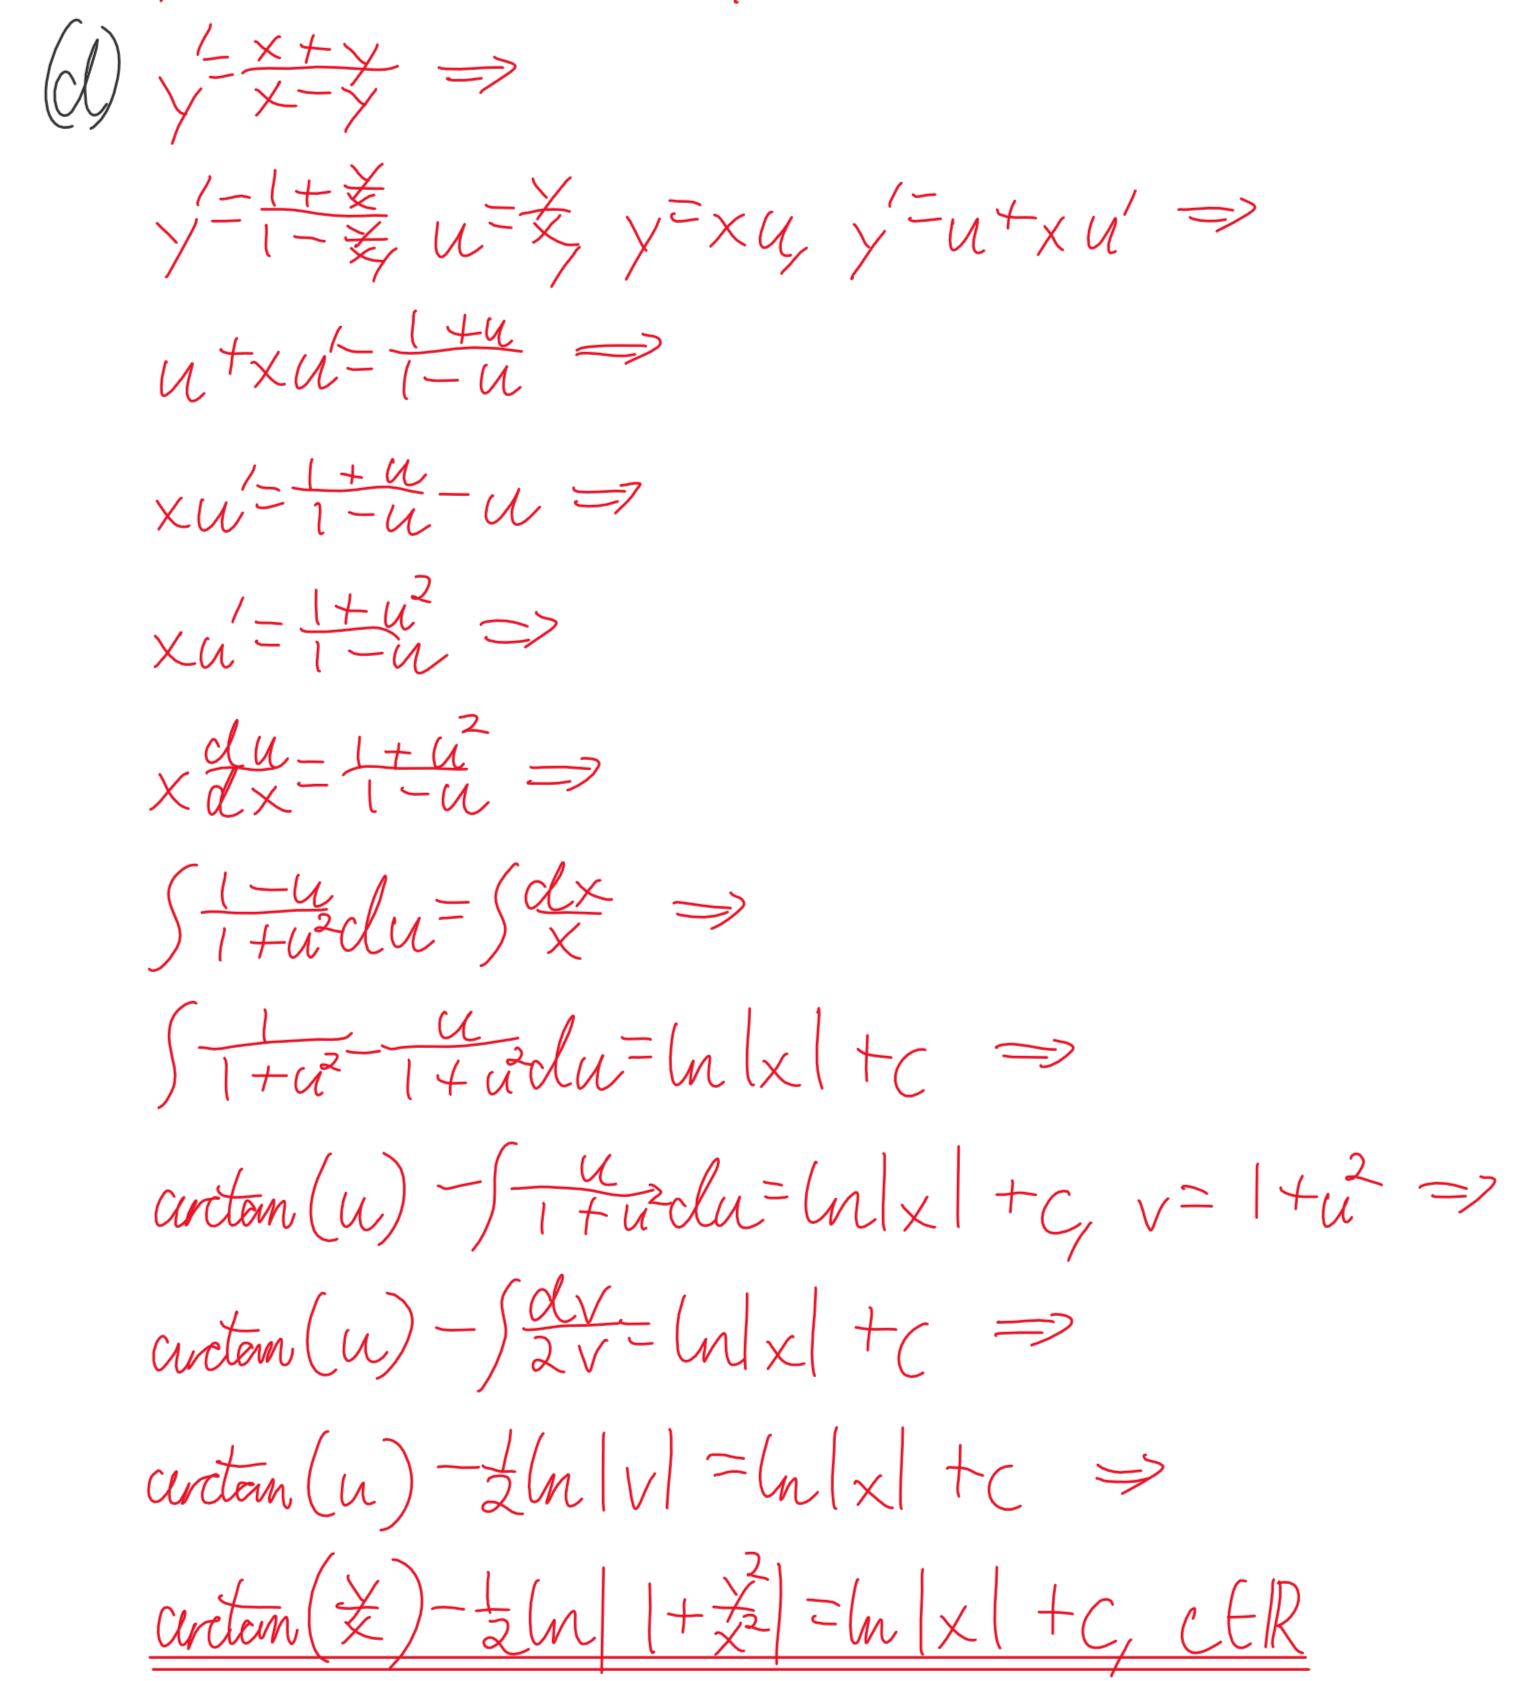 (d) y' = (x+y)/(x-y) ⇒
y' = (1+y/x)/(1-y/x), u = y/x, y = xu, y' = u+xu' ⇒
u+xu' = (1+u)/(1-u) ⇒
xu' = (1+u)/(1-u) - u ⇒
xu' = (1+u²)/(1-u) ⇒
x du/dx = (1+u²)/(1-u) ⇒
∫ (1-u)/(1+u²) du = ∫ dx/x ⇒
∫ 1/(1+u²) - u/(1+u²) du = ln|x| + c ⇒
arctan(u) - ∫ u/(1+u²) du = ln|x| + c, v = 1+u² ⇒
arctan(u) - ∫ dv/2v = ln|x| + c ⇒
arctan(u) - 1/2 ln|v| = ln|x| + c ⇒
arctan(y/x) - 1/2 ln|1+y²/x²| = ln|x| + c, c∈ℝ